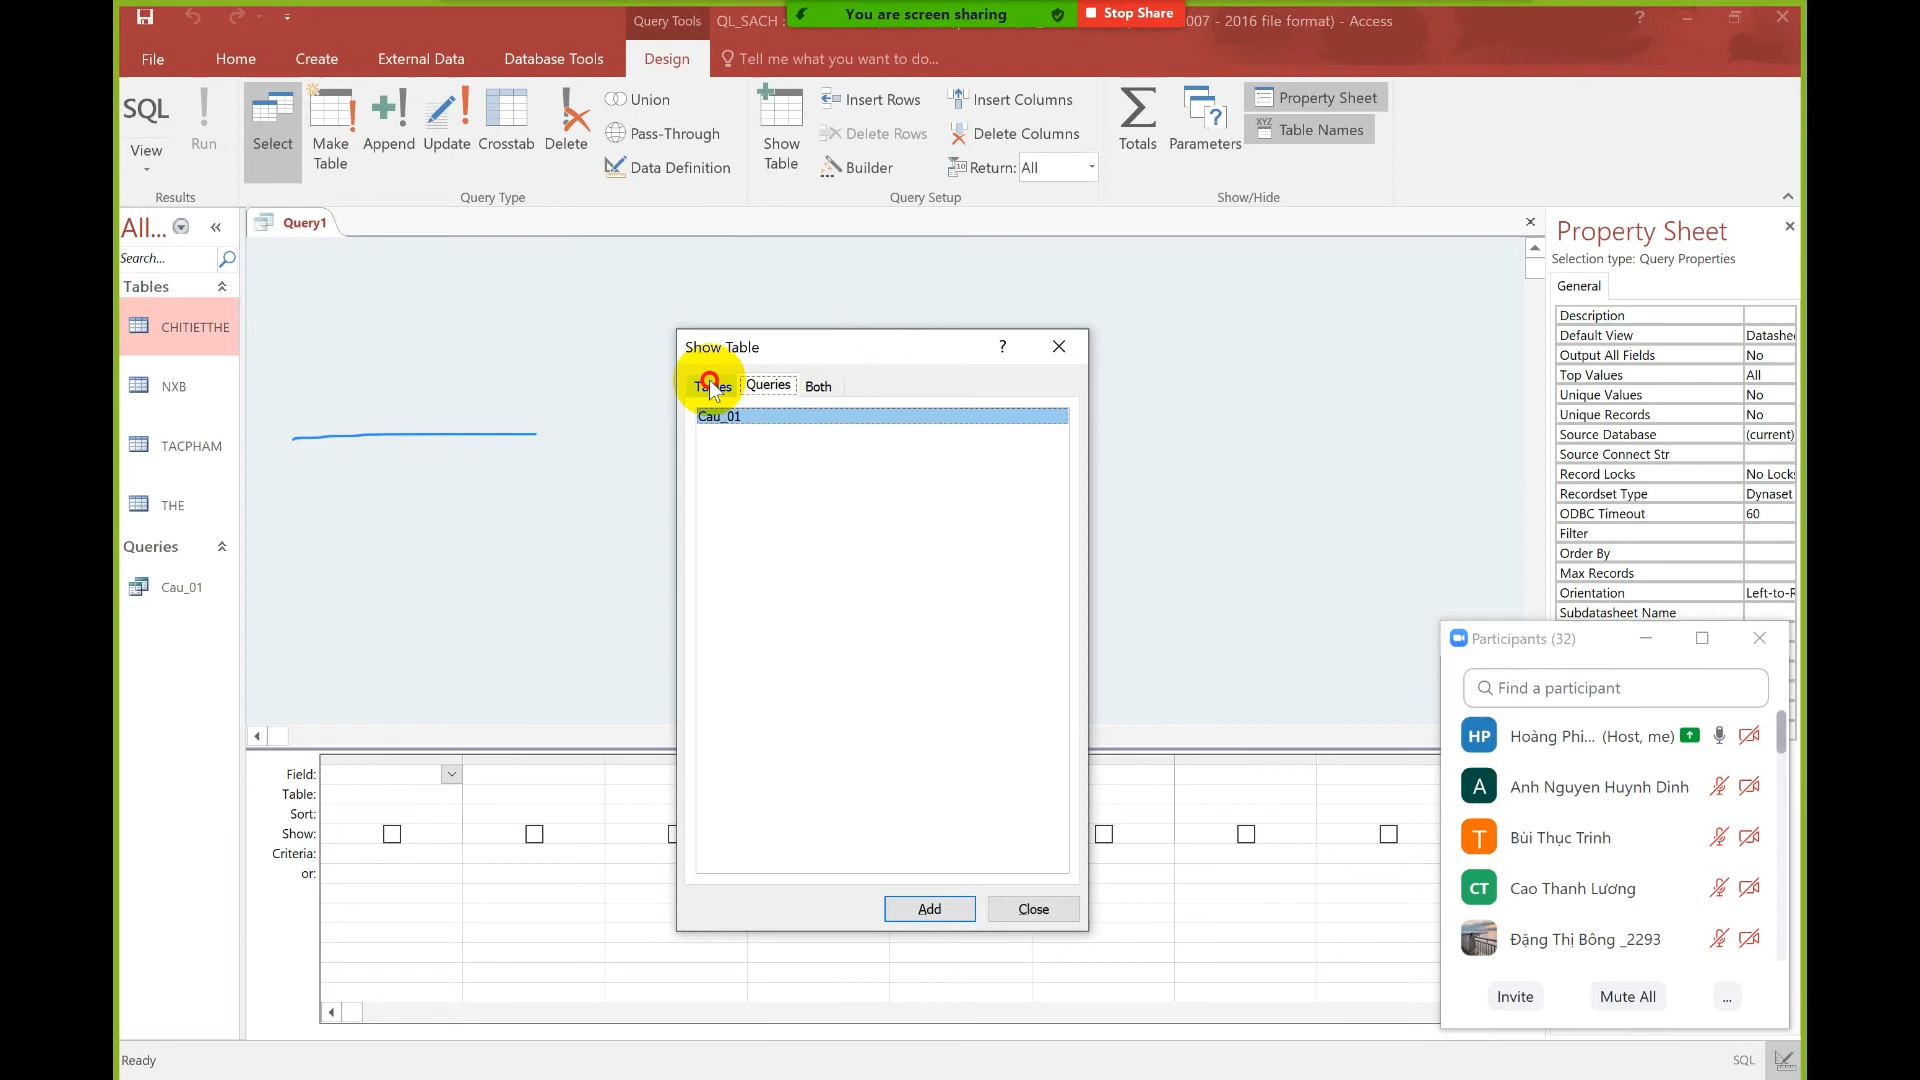 Query Tools
QL_SACH :
You are screen sharing
Stop Share
007 - 2016 file format) - Access
File
Home
Create
External Data
Database Tools
Design
Tell me what you want to do...
SQL
View
Run
Results
Select
Make Table
Append
Update
Crosstab
Delete
Union
Pass-Through
Data Definition
Query Type
Show Table
Insert Rows
Delete Rows
Builder
Insert Columns
Delete Columns
Return: All
Query Setup
Totals
Parameters
Property Sheet
XYZ Table Names
Show/Hide
All...
Search...
Tables
CHITIETTHE
NXB
TACPHAM
THE
Queries
Cau_01
Query1
Show Table
?
Tables
Queries
Both
Cau_01
Add
Close
Field:
Table:
Sort:
Show:
Criteria:
or:
Property Sheet
Selection type: Query Properties
General
Description
Default View Datashe
Output All Fields No
Top Values All
Unique Values No
Unique Records No
Source Database (current)
Source Connect Str
Record Locks No Lock
Recordset Type Dynaset
ODBC Timeout 60
Filter
Order By
Max Records
Orientation Left-to-R
Subdatasheet Name
Participants (32)
Find a participant
HP Hoàng Phi... (Host, me)
A Anh Nguyen Huynh Dinh
T Bùi Thục Trinh
CT Cao Thanh Lương
Đặng Thị Bông _2293
Invite
Mute All
...
Ready
SQL